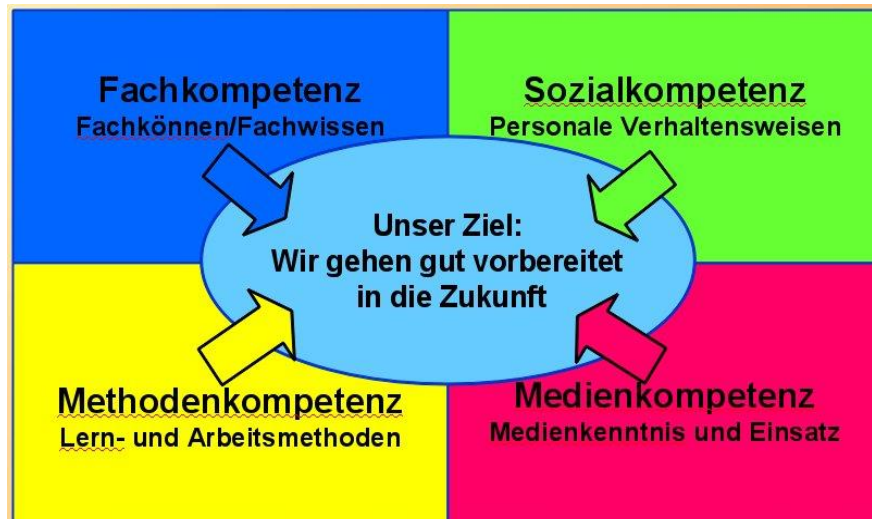 Fachkompetenz
Fachkönnen/Fachwissen
Sozialkompetenz
Personale Verhaltensweisen
Unser Ziel:
Wir gehen gut vorbereitet
in die Zukunft
Methodenkompetenz
Lern- und Arbeitsmethoden
Medienkompetenz
Medienkenntnis und Einsatz